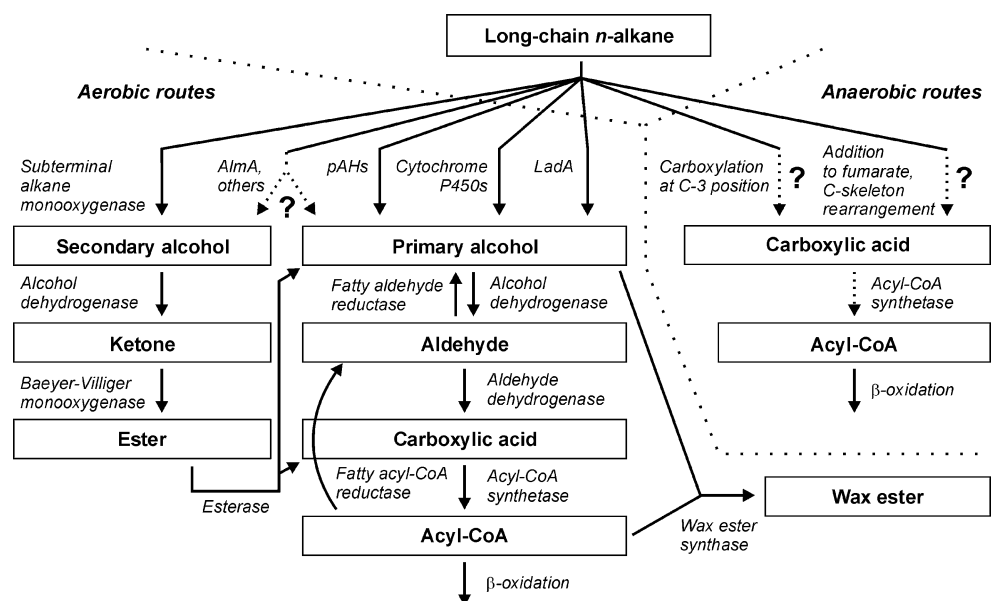 Long-chain n-alkane
Aerobic routes
Anaerobic routes
Subterminal
alkane
monooxygenase
AlmA,
others
?
pAHs
Cytochrome
P450s
LadA
Carboxylation
at C-3 position
?
Addition
to fumarate,
C-skeleton
rearrangement
?
Secondary alcohol
Primary alcohol
Carboxylic acid
Alcohol
dehydrogenase
Fatty aldehyde
reductase
Alcohol
dehydrogenase
Acyl-CoA
synthetase
Ketone
Aldehyde
Acyl-CoA
Baeyer-Villiger
monooxygenase
Aldehyde
dehydrogenase
β-oxidation
Ester
Carboxylic acid
Esterase
Fatty acyl-CoA
reductase
Acyl-CoA
synthetase
Wax ester
Wax ester
synthase
Acyl-CoA
β-oxidation